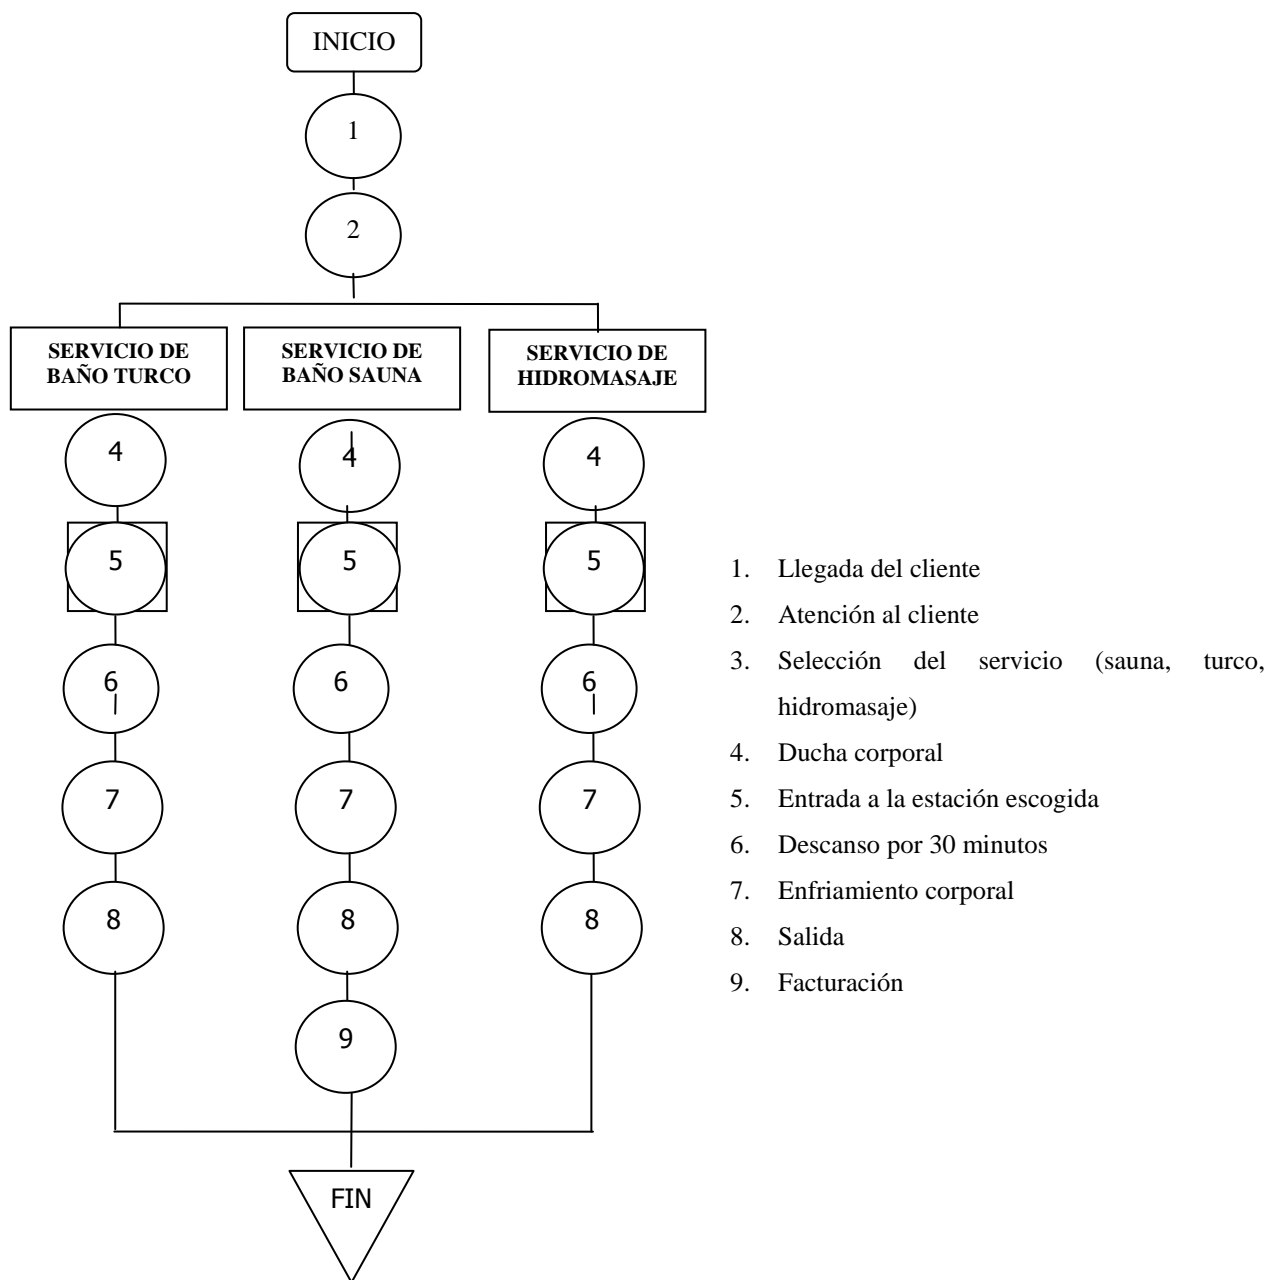 INICIO
1
2
SERVICIO DE
BAÑO TURCO
SERVICIO DE
BAÑO SAUNA
SERVICIO DE
HIDROMASAJE
4
4
4
5
5
5
6
6
6
7
7
7
8
8
8
9
FIN
1. Llegada del cliente
2. Atención al cliente
3. Selección del servicio (sauna, turco,
hidromasaje)
4. Ducha corporal
5. Entrada a la estación escogida
6. Descanso por 30 minutos
7. Enfriamiento corporal
8. Salida
9. Facturación